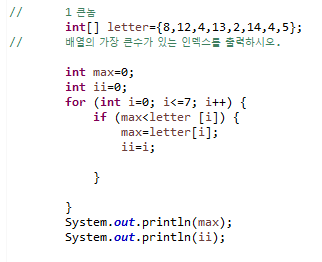 // 1 큰놈
int[] letter={8,12,4,13,2,14,4,5};
// 배열의 가장 큰수가 있는 인덱스를 출력하시오.
int max=0;
int ii=0;
for (int i=0; i<=7; i++) {
if (max<letter [i]) {
max=letter[i];
ii=i;
}
}
System.out.println(max);
System.out.println(ii);